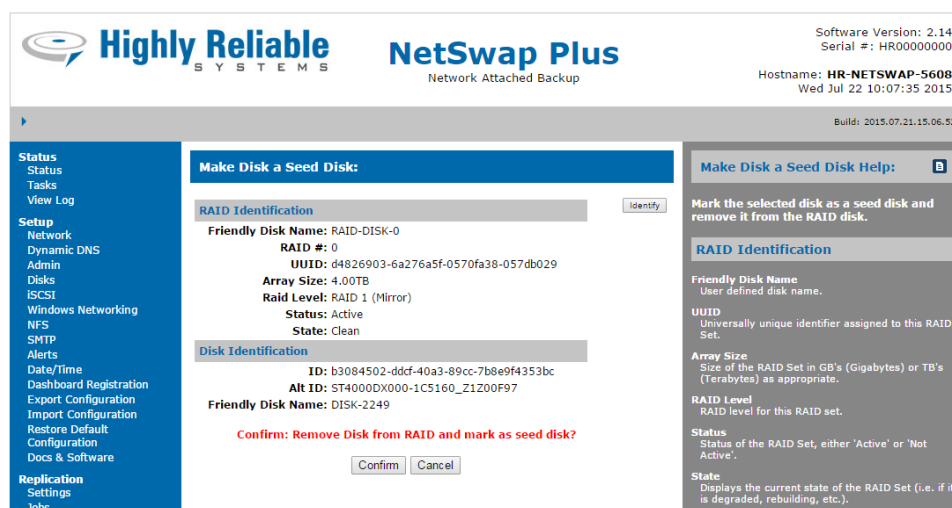 Highly Reliable
SYSTEMS
NetSwap Plus
Network Attached Backup
Software Version: 2.14
Serial #: HR00000000
Hostname: HR-NETSWAP-5608
Wed Jul 22 10:07:35 2015
Build: 2015.07.21.15.06.52
Status
Status
Tasks
View Log
Setup
Network
Dynamic DNS
Admin
Disks
iSCSI
Windows Networking
NFS
SMTP
Alerts
Date/Time
Dashboard Registration
Export Configuration
Import Configuration
Restore Default
Configuration
Docs & Software
Replication
Settings
Jobs
Make Disk a Seed Disk:
RAID Identification
Identify
Friendly Disk Name: RAID-DISK-0
RAID #: 0
UUID: d4826903-6a276a5f-0570fa38-057db029
Array Size: 4.00TB
Raid Level: RAID 1 (Mirror)
Status: Active
State: Clean
Disk Identification
ID: b3084502-ddcf-40a3-89cc-7b8e9f4353bc
Alt ID: ST4000DX000-1C5160_Z1Z00F97
Friendly Disk Name: DISK-2249
Confirm: Remove Disk from RAID and mark as seed disk?
Confirm Cancel
Make Disk a Seed Disk Help:
Mark the selected disk as a seed disk and
remove it from the RAID disk.
RAID Identification
Friendly Disk Name
User defined disk name.
UUID
Universally unique identifier assigned to this RAID
Set.
Array Size
Size of the RAID Set in GB's (Gigabytes) or TB's
(Terabytes) as appropriate.
RAID Level
RAID level for this RAID set.
Status
Status of the RAID Set, either 'Active' or 'Not
Active'.
State
Displays the current state of the RAID Set (i.e. if it
is degraded, rebuilding, etc.).